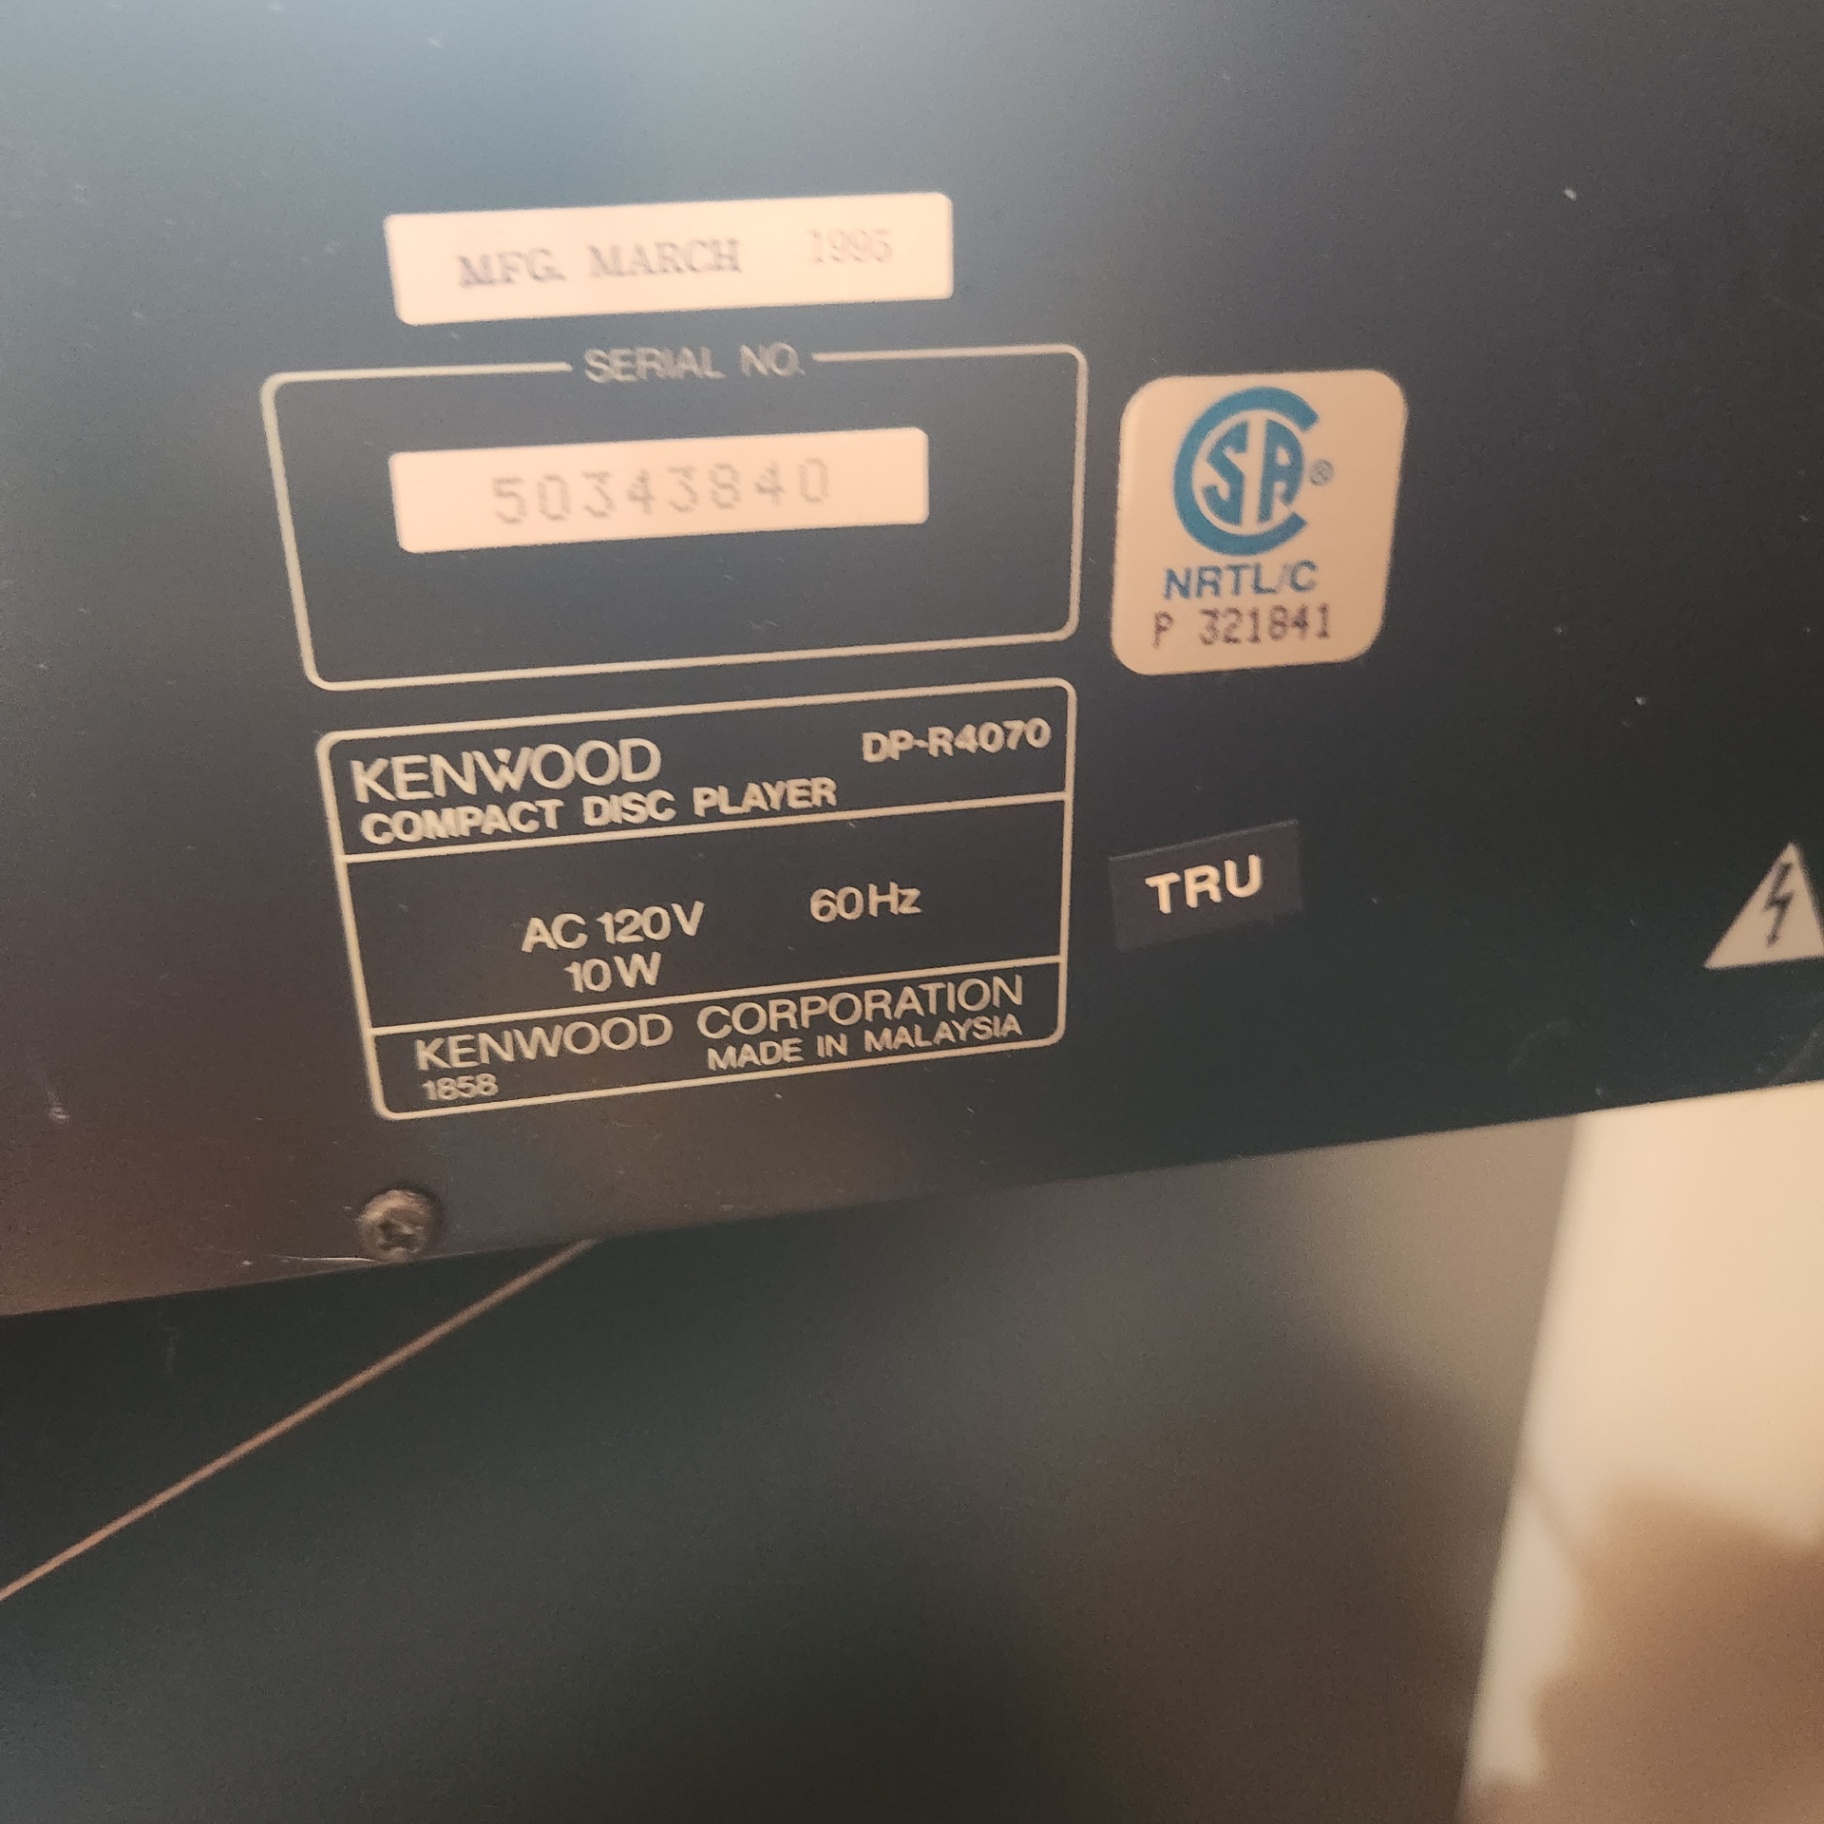 MFG. MARCH 1995
SERIAL NO.
50343840
CSA®
NRTL/C
P 321841
KENWOOD DP-R4070
COMPACT DISC PLAYER
AC 120V 60Hz
10W
KENWOOD CORPORATION
MADE IN MALAYSIA
1858
TRU